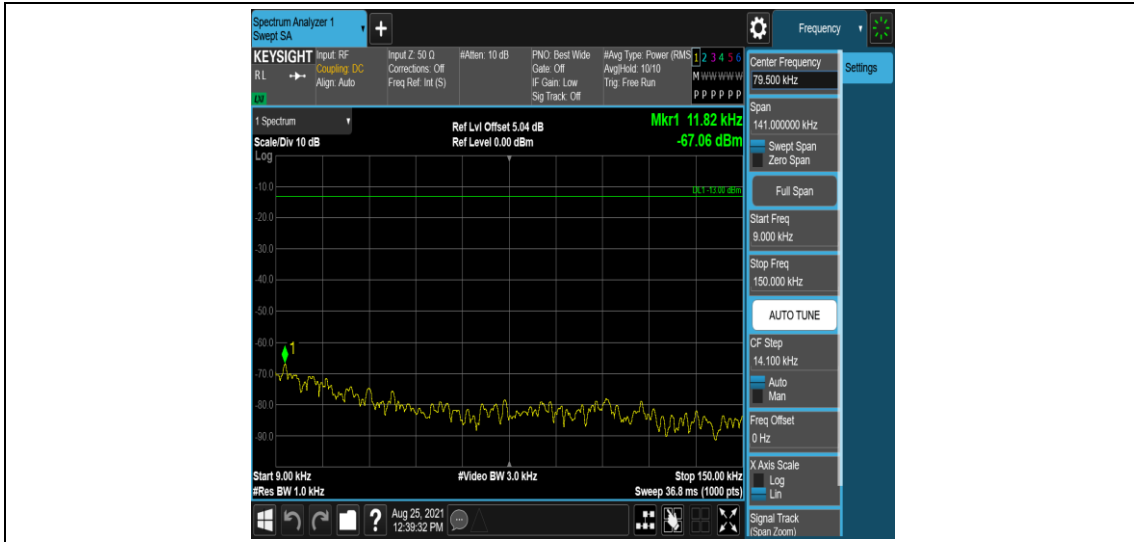 Spectrum Analyzer 1
Swept SA
Frequency
KEYSIGHT
RL
Input: RF
Coupling: DC
Align: Auto
Input Z: 50 Ω
Corrections: Off
Freq Ref: Int (S)
#Atten: 10 dB
PNO: Best Wide
Gate: Off
IF Gain: Low
Sig Track: Off
#Avg Type: Power (RMS
Avg|Hold: 10/10
Trig: Free Run
1 2 3 4 5 6
M W W W W W
P P P P P P
1 Spectrum
Scale/Div 10 dB
Log
Ref Lvl Offset 5.04 dB
Ref Level 0.00 dBm
Mkr1 11.82 kHz
-67.06 dBm
DL1 -13.00 dBm
-10.0
-20.0
-30.0
-40.0
-50.0
-60.0
-70.0
-80.0
-90.0
1
Start 9.00 kHz
#Res BW 1.0 kHz
#Video BW 3.0 kHz
Stop 150.00 kHz
Sweep 36.8 ms (1000 pts)
Center Frequency
79.500 kHz
Span
141.000000 kHz
Swept Span
Zero Span
Full Span
Start Freq
9.000 kHz
Stop Freq
150.000 kHz
AUTO TUNE
CF Step
14.100 kHz
Auto
Man
Freq Offset
0 Hz
X Axis Scale
Log
Lin
Signal Track
(Span Zoom)
Settings
?
Aug 25, 2021
12:39:32 PM